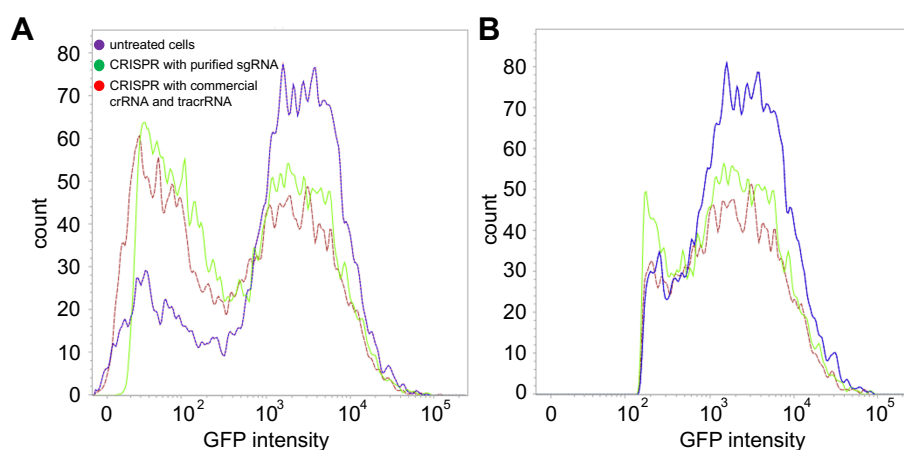 A
B
untreated cells
CRISPR with purified sgRNA
CRISPR with commercial
crRNA and tracrRNA
count
80
70
60
50
40
30
20
10
0
0 10² 10³ 10⁴ 10⁵
GFP intensity
count
80
70
60
50
40
30
20
10
0
0 10² 10³ 10⁴ 10⁵
GFP intensity